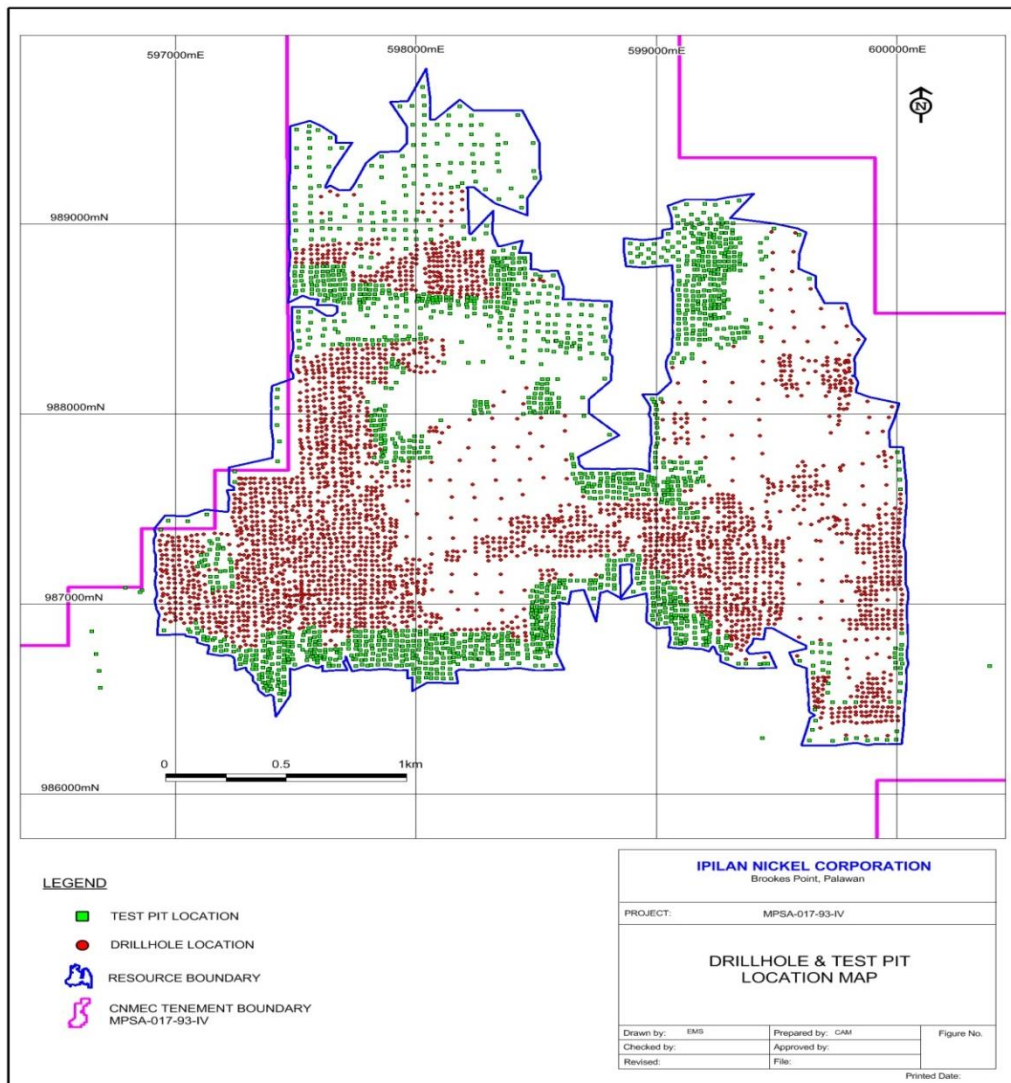 597000mE
598000mE
599000mE
600000mE
N
989000mN
988000mN
987000mN
0 0.5 1km
986000mN
LEGEND
TEST PIT LOCATION
DRILLHOLE LOCATION
RESOURCE BOUNDARY
CNMEC TENEMENT BOUNDARY
MPSA-017-93-IV
IPILAN NICKEL CORPORATION
Brookes Point, Palawan
PROJECT: MPSA-017-93-IV
DRILLHOLE & TEST PIT
LOCATION MAP
Drawn by: EMS Prepared by: CAM Figure No.
Checked by: Approved by:
Revised: File:
Printed Date: